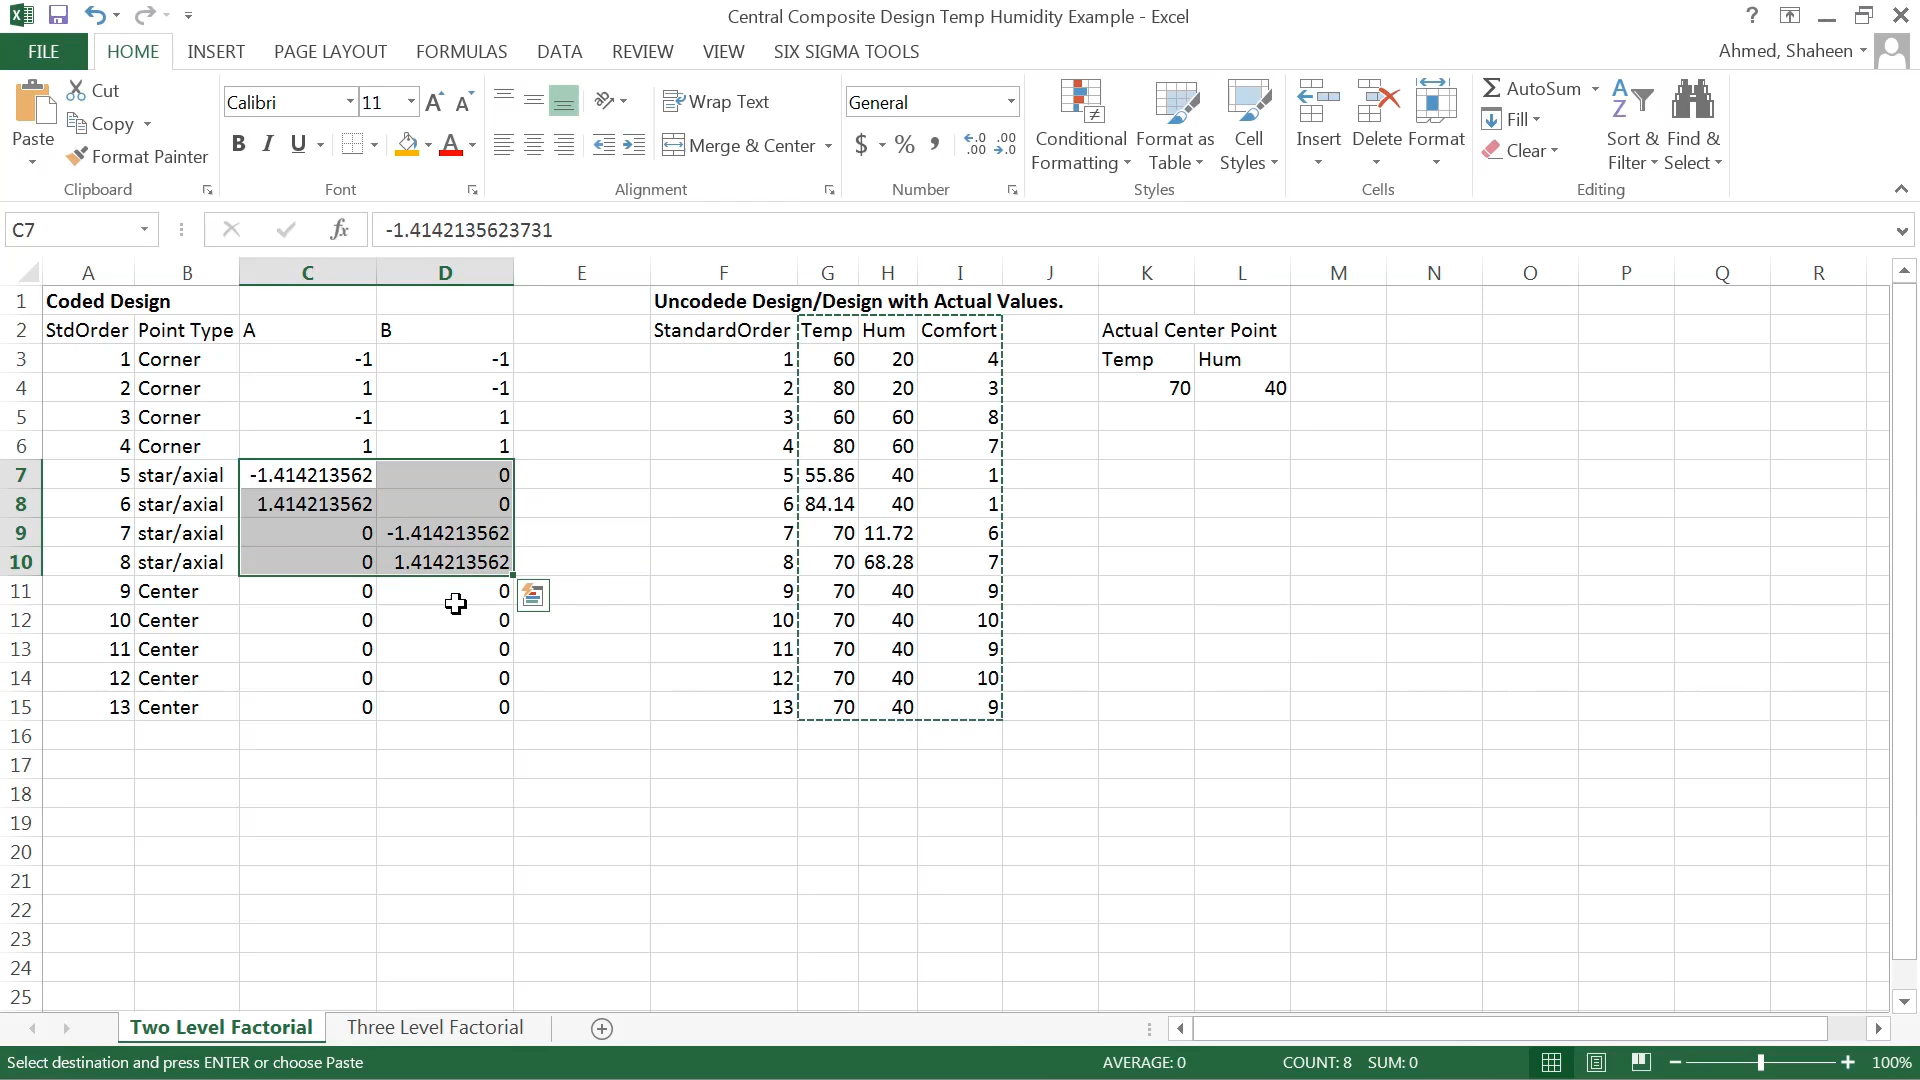 Central Composite Design Temp Humidity Example - Excel
?
FILE HOME INSERT PAGE LAYOUT FORMULAS DATA REVIEW VIEW SIX SIGMA TOOLS Ahmed, Shaheen
Paste
Cut
Copy
Format Painter
Clipboard
Calibri 11
B I U A
Font
Wrap Text
Merge & Center
Alignment
General
$ % ,
Number
Conditional Formatting
Format as Table
Cell Styles
Styles
Insert Delete Format
Cells
AutoSum
Fill
Clear
Sort & Filter
Find & Select
Editing
C7 fx -1.4142135623731
A B C D E F G H I J K L M N O P Q R
1 Coded Design Uncodede Design/Design with Actual Values.
2 StdOrder Point Type A B StandardOrder Temp Hum Comfort Actual Center Point
3 1 Corner -1 -1 1 60 20 4 Temp Hum
4 2 Corner 1 -1 2 80 20 3 70 40
5 3 Corner -1 1 3 60 60 8
6 4 Corner 1 1 4 80 60 7
7 5 star/axial -1.414213562 0 5 55.86 40 1
8 6 star/axial 1.414213562 0 6 84.14 40 1
9 7 star/axial 0 -1.414213562 7 70 11.72 6
10 8 star/axial 0 1.414213562 8 70 68.28 7
11 9 Center 0 0 9 70 40 9
12 10 Center 0 0 10 70 40 10
13 11 Center 0 0 11 70 40 9
14 12 Center 0 0 12 70 40 10
15 13 Center 0 0 13 70 40 9
16
17
18
19
20
21
22
23
24
25
Two Level Factorial Three Level Factorial
Select destination and press ENTER or choose Paste AVERAGE: 0 COUNT: 8 SUM: 0 100%